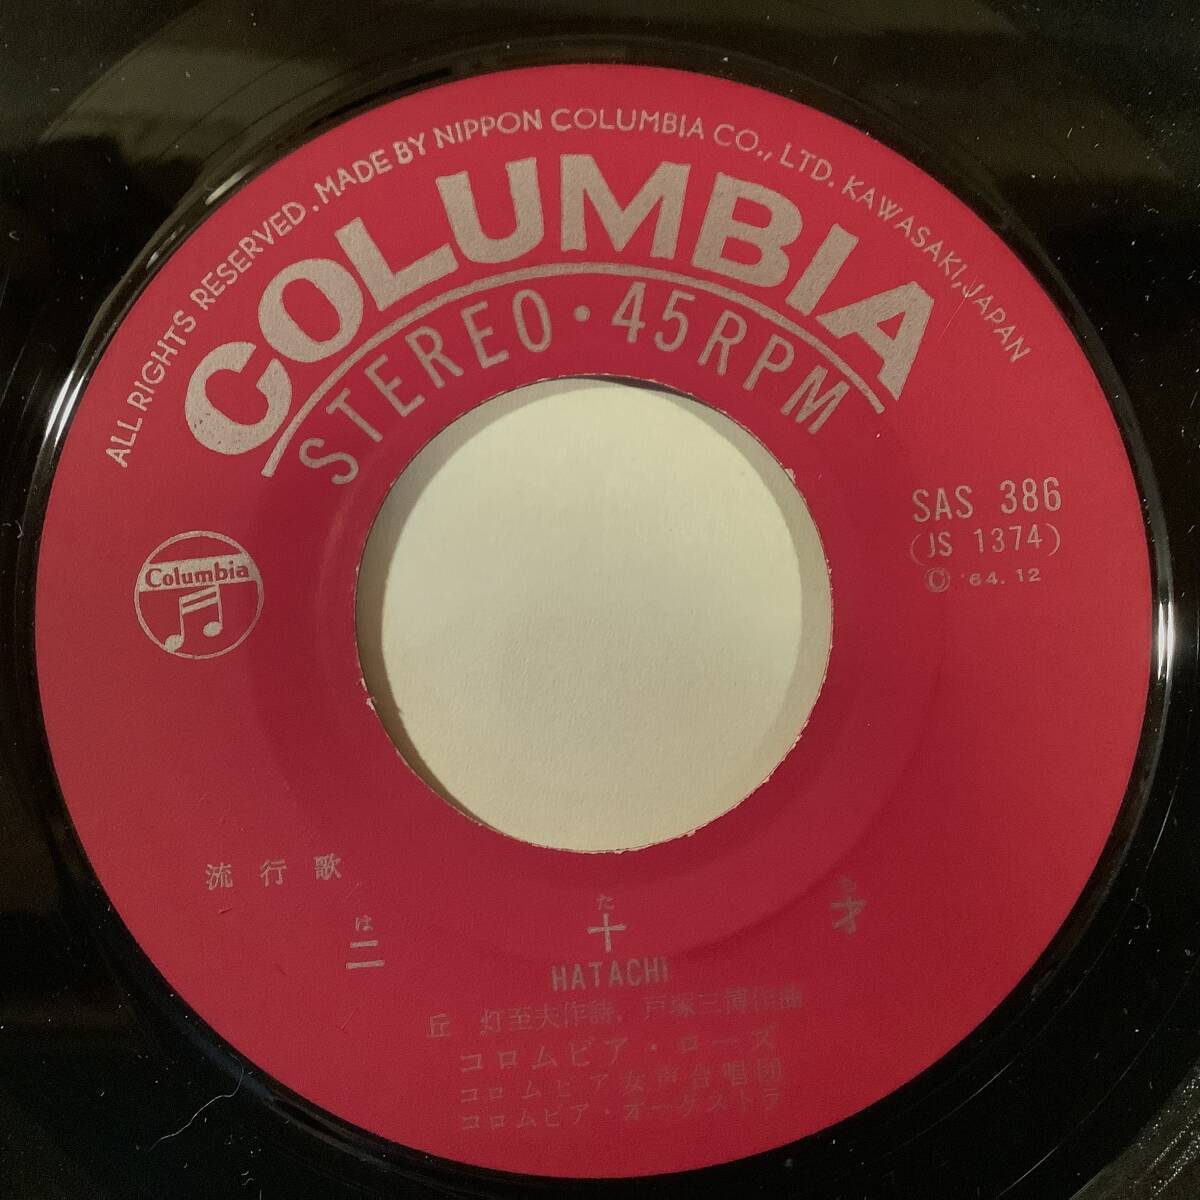 ALL RIGHTS RESERVED. MADE BY NIPPON COLUMBIA CO., LTD. KAWASAKI, JAPAN
COLUMBIA
STEREO・45RPM
SAS 386
(JS 1374)
Ⓒ '64. 12
Columbia
流行歌
は た ち
二 十 才
HATACHI
丘 灯至夫作詩, 戸塚三博作曲
コロムビア・ローズ
コロムビア女声合唱団
コロムビア・オーケストラ